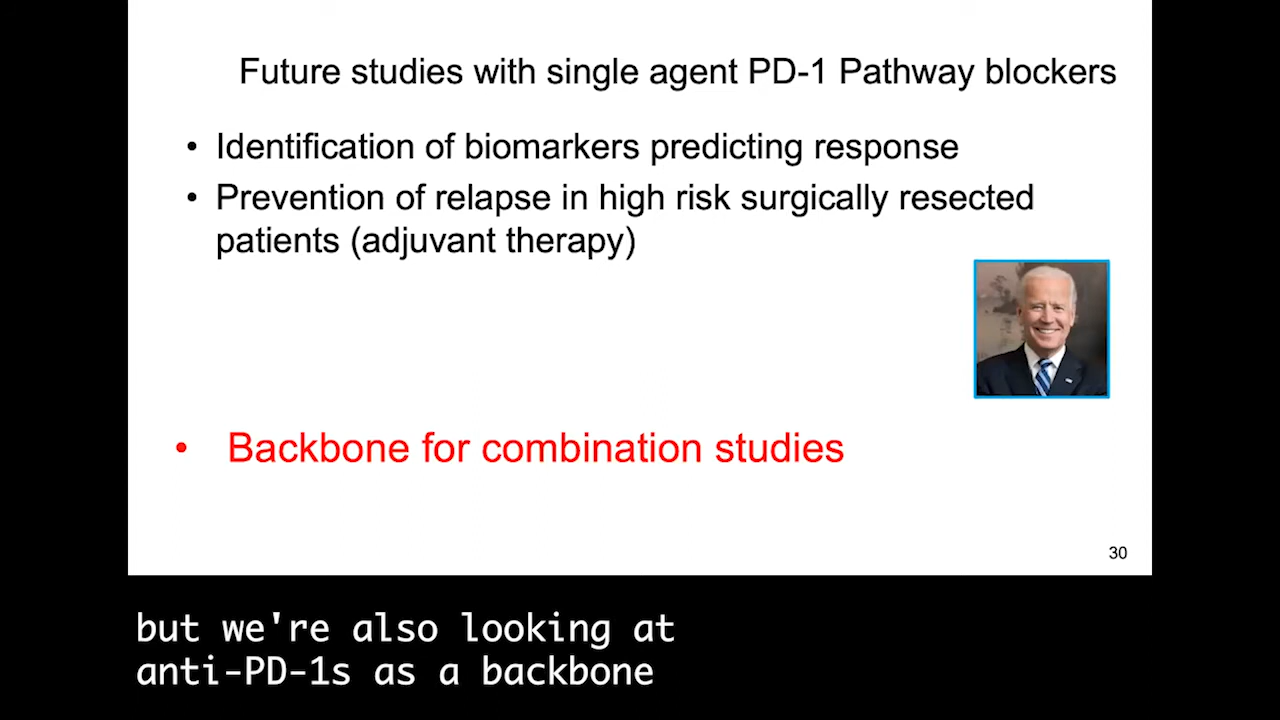 Future studies with single agent PD-1 Pathway blockers
• Identification of biomarkers predicting response
• Prevention of relapse in high risk surgically resected
patients (adjuvant therapy)
• Backbone for combination studies
30
but we're also looking at
anti-PD-1s as a backbone